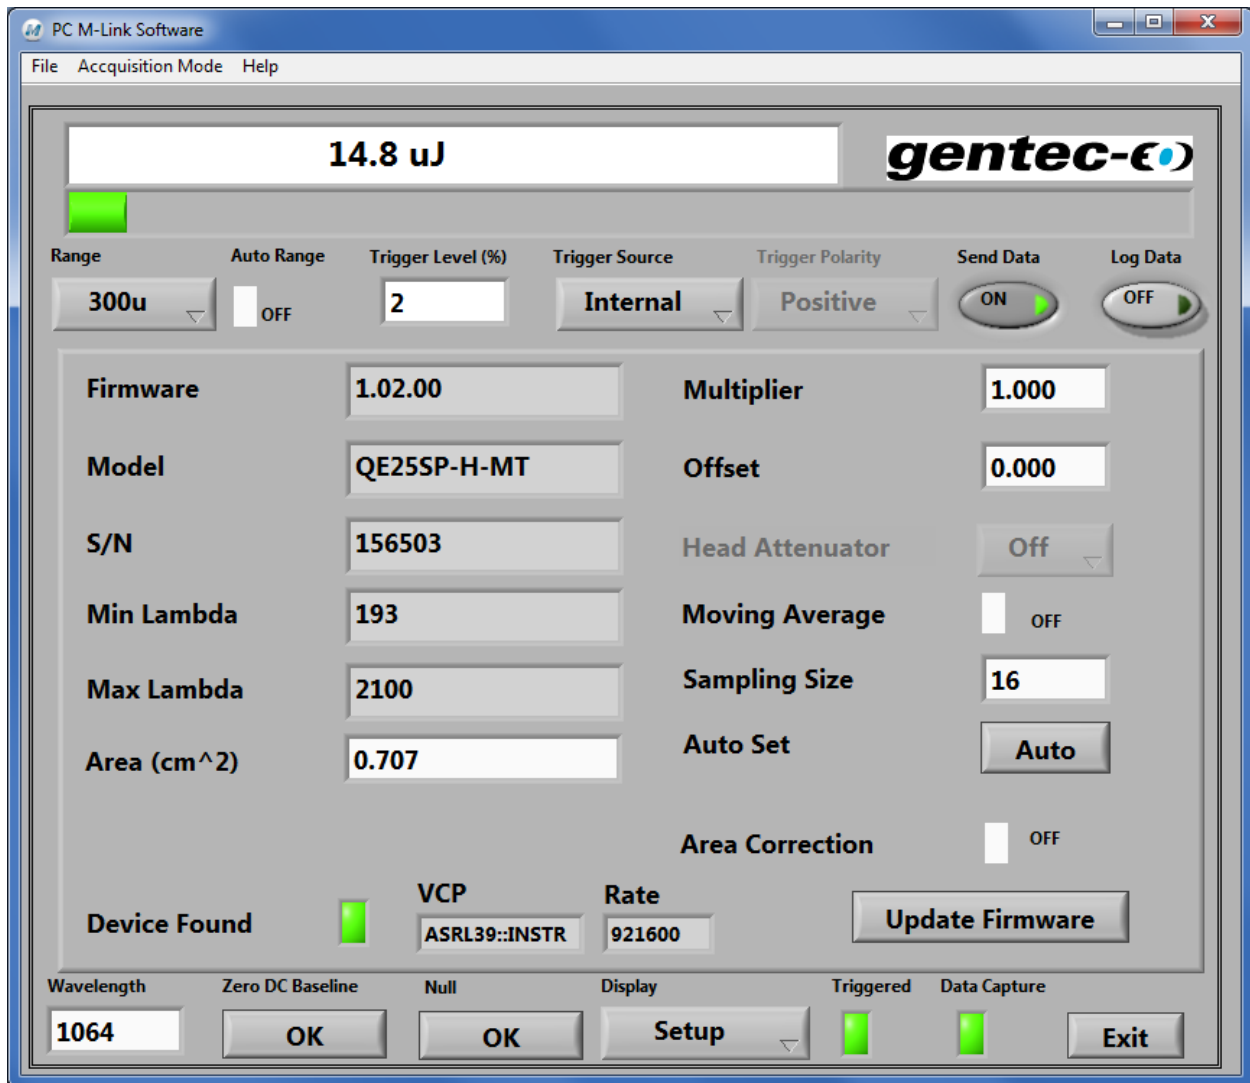 PC M-Link Software
File Accquisition Mode Help
14.8 uJ
gentec-EO
Range Auto Range Trigger Level (%) Trigger Source Trigger Polarity Send Data Log Data
300u OFF 2 Internal Positive ON OFF
Firmware 1.02.00 Multiplier 1.000
Model QE25SP-H-MT Offset 0.000
S/N 156503 Head Attenuator Off
Min Lambda 193 Moving Average OFF
Max Lambda 2100 Sampling Size 16
Area (cm^2) 0.707 Auto Set Auto
Area Correction OFF
VCP Rate
Device Found ASRL39::INSTR 921600 Update Firmware
Wavelength Zero DC Baseline Null Display Triggered Data Capture
1064 OK OK Setup Exit